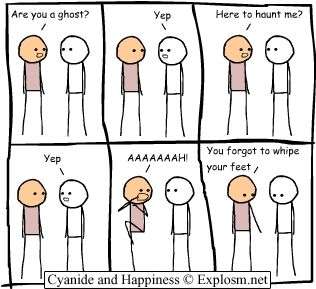 Are you a ghost?
Yep
Here to haunt me?
Yep
AAAAAAAH!
You forgot to whipe
your feet
Cyanide and Happiness © Explosm.net